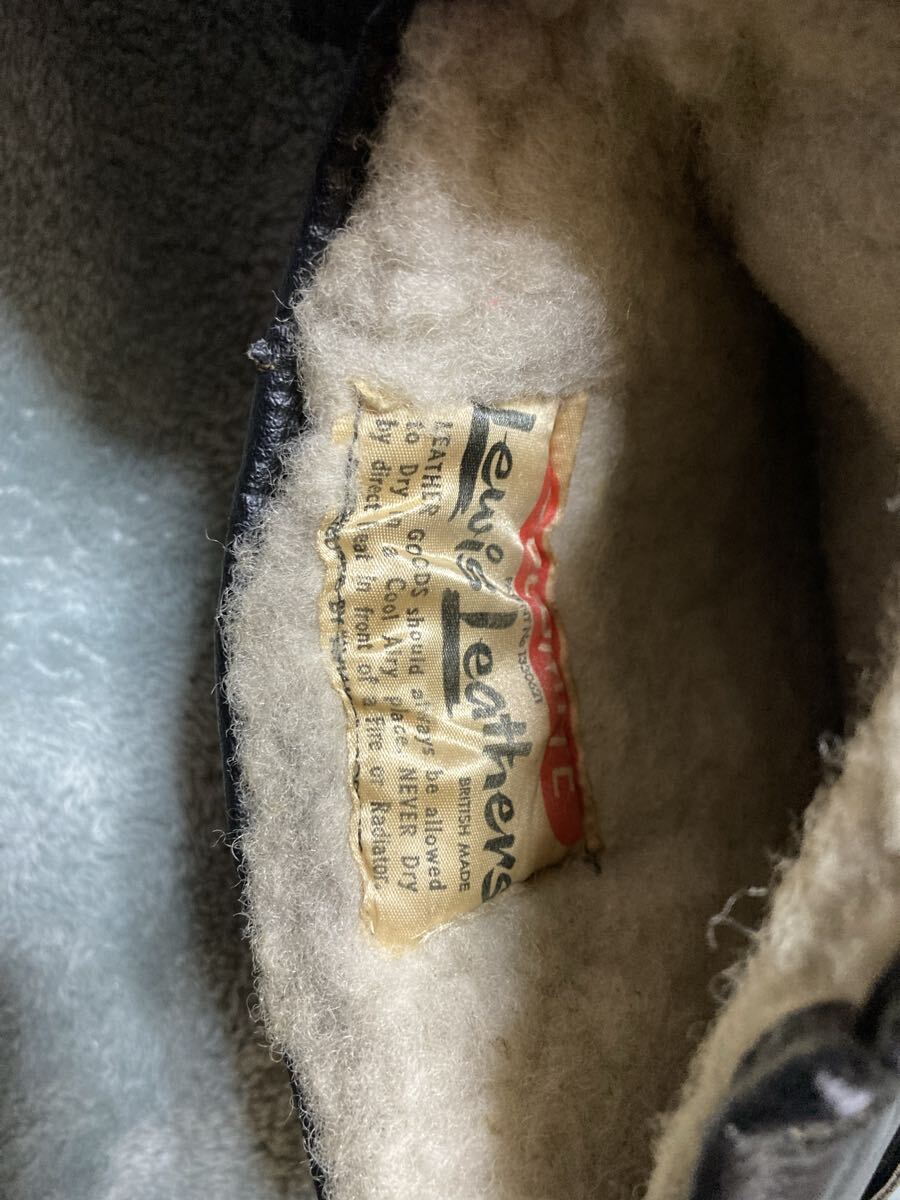 Lewis Leathers
BRITISH MADE
LEATHER GOODS should always be allowed
to Dry in a Cool Airy place. NEVER Dry
by direct heat in front of a Fire or Radiator.